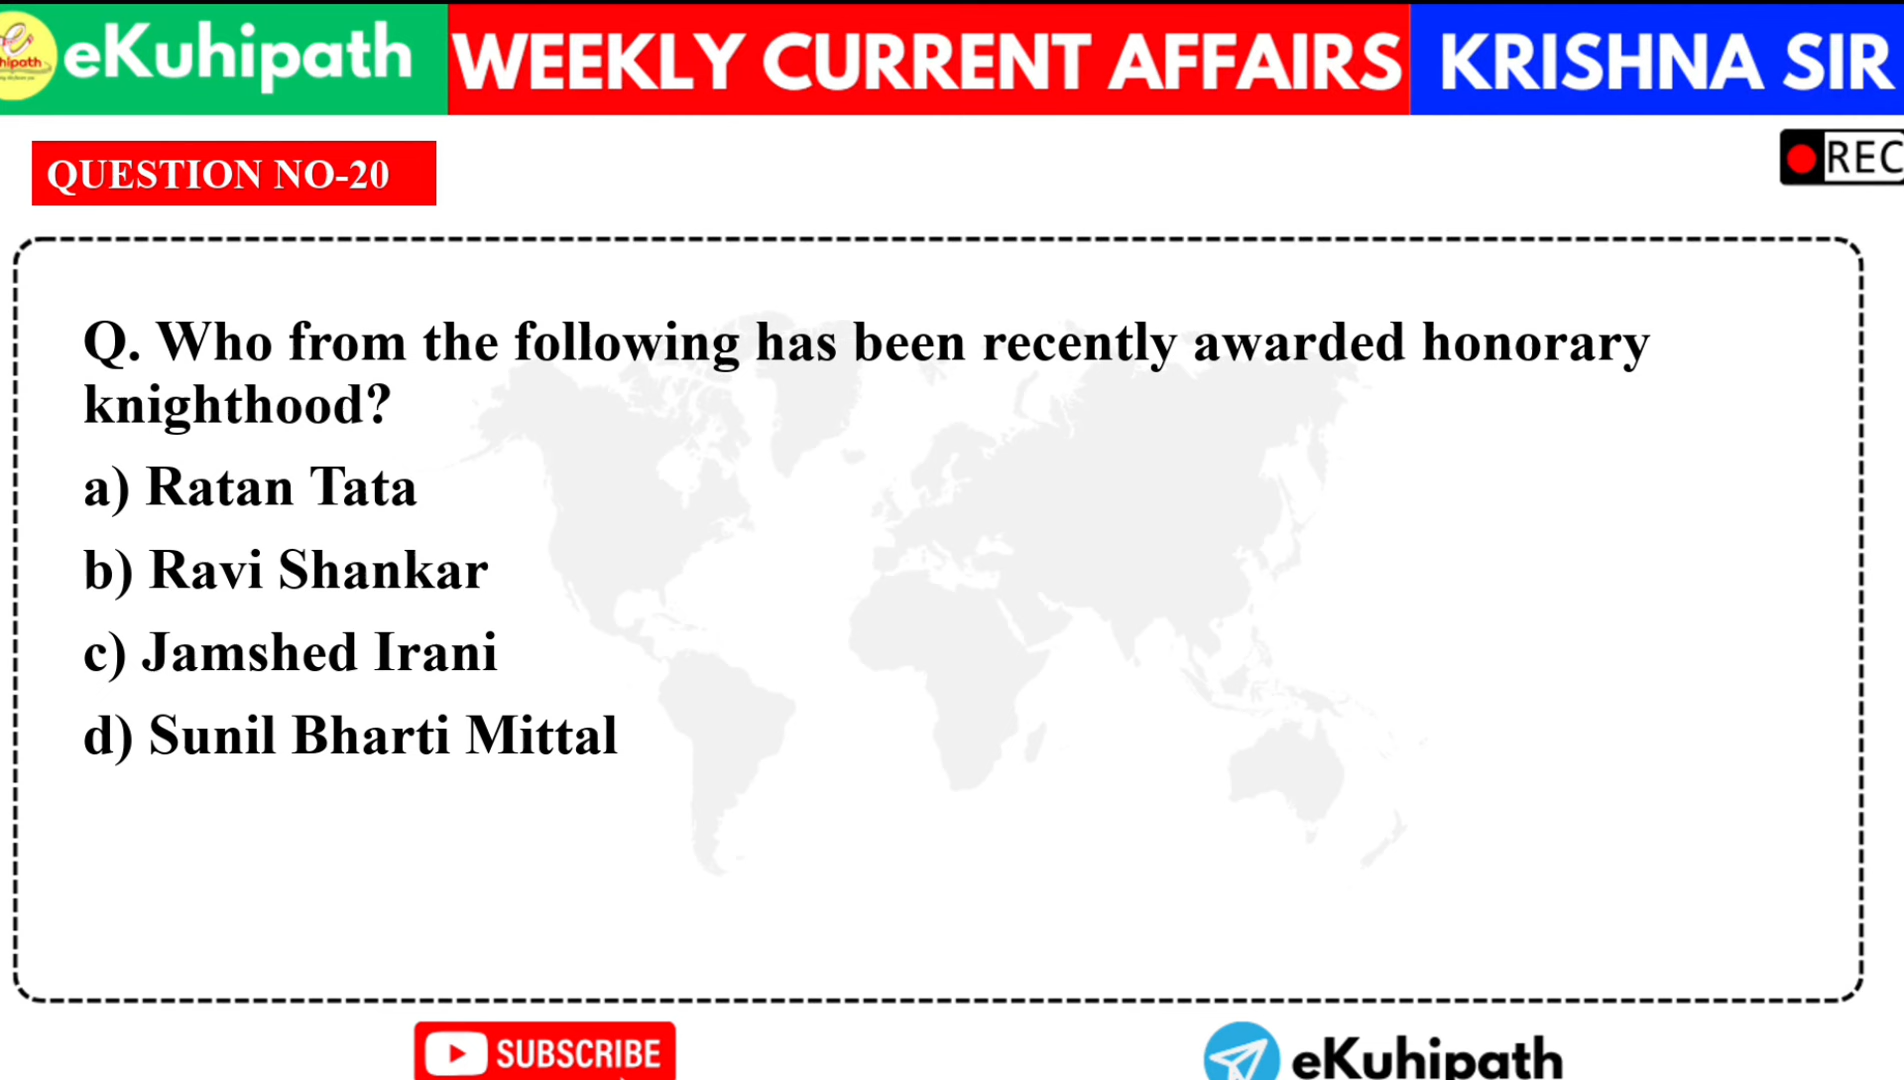 hipath
eKuhipath
WEEKLY CURRENT AFFAIRS
KRISHNA SIR
QUESTION NO-20
REC
Q. Who from the following has been recently awarded honorary
knighthood?
a) Ratan Tata
b) Ravi Shankar
c) Jamshed Irani
d) Sunil Bharti Mittal
SUBSCRIBE
eKuhipath